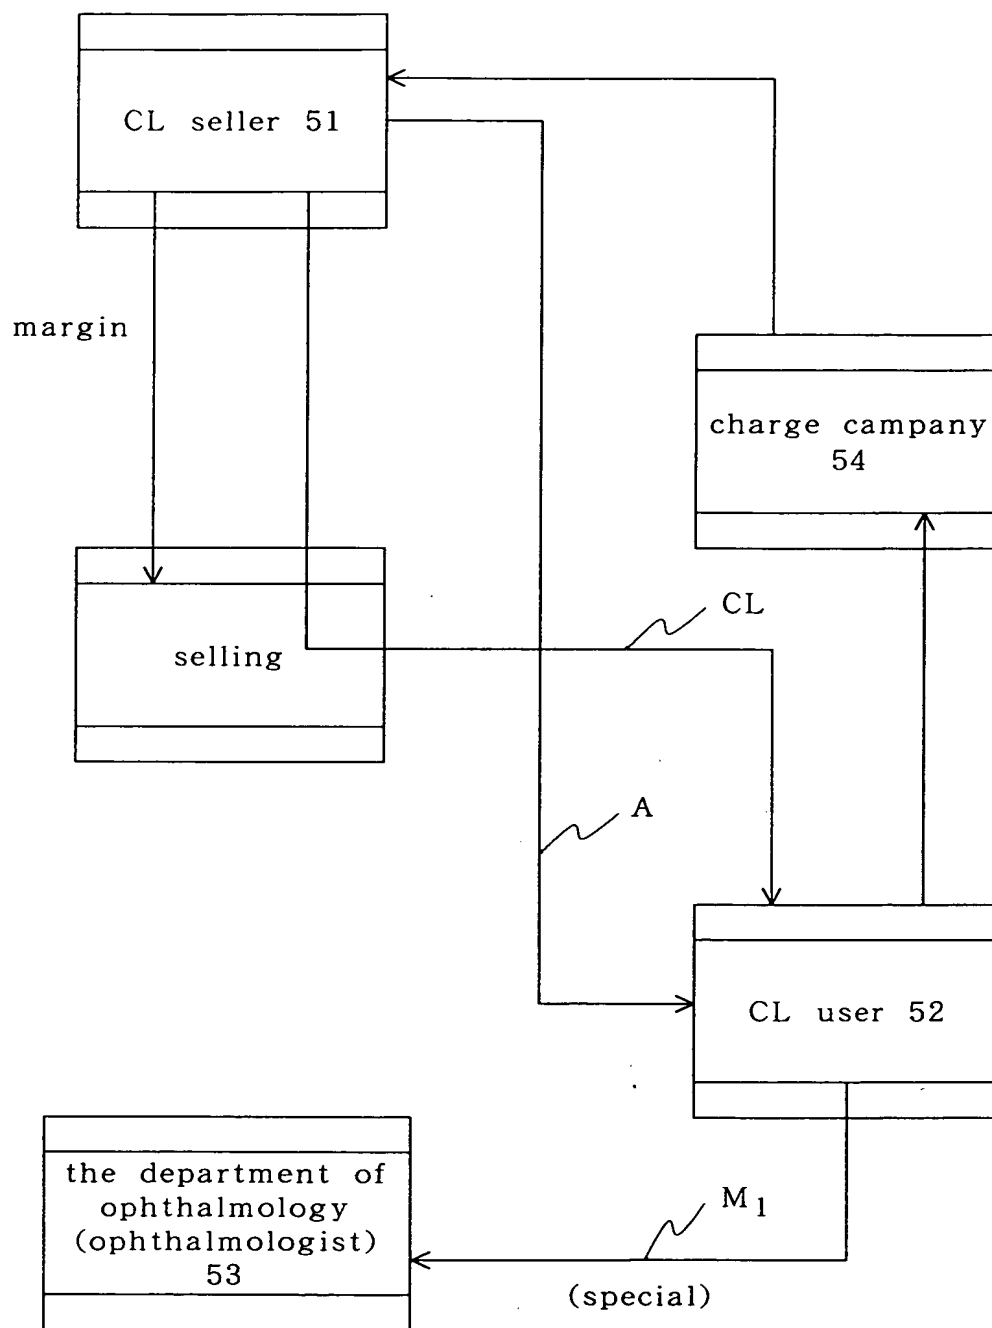 CL seller 51
margin
charge campany
54
CL
selling
A
CL user 52
the department of
ophthalmology
(ophthalmologist)
53
M1
(special)